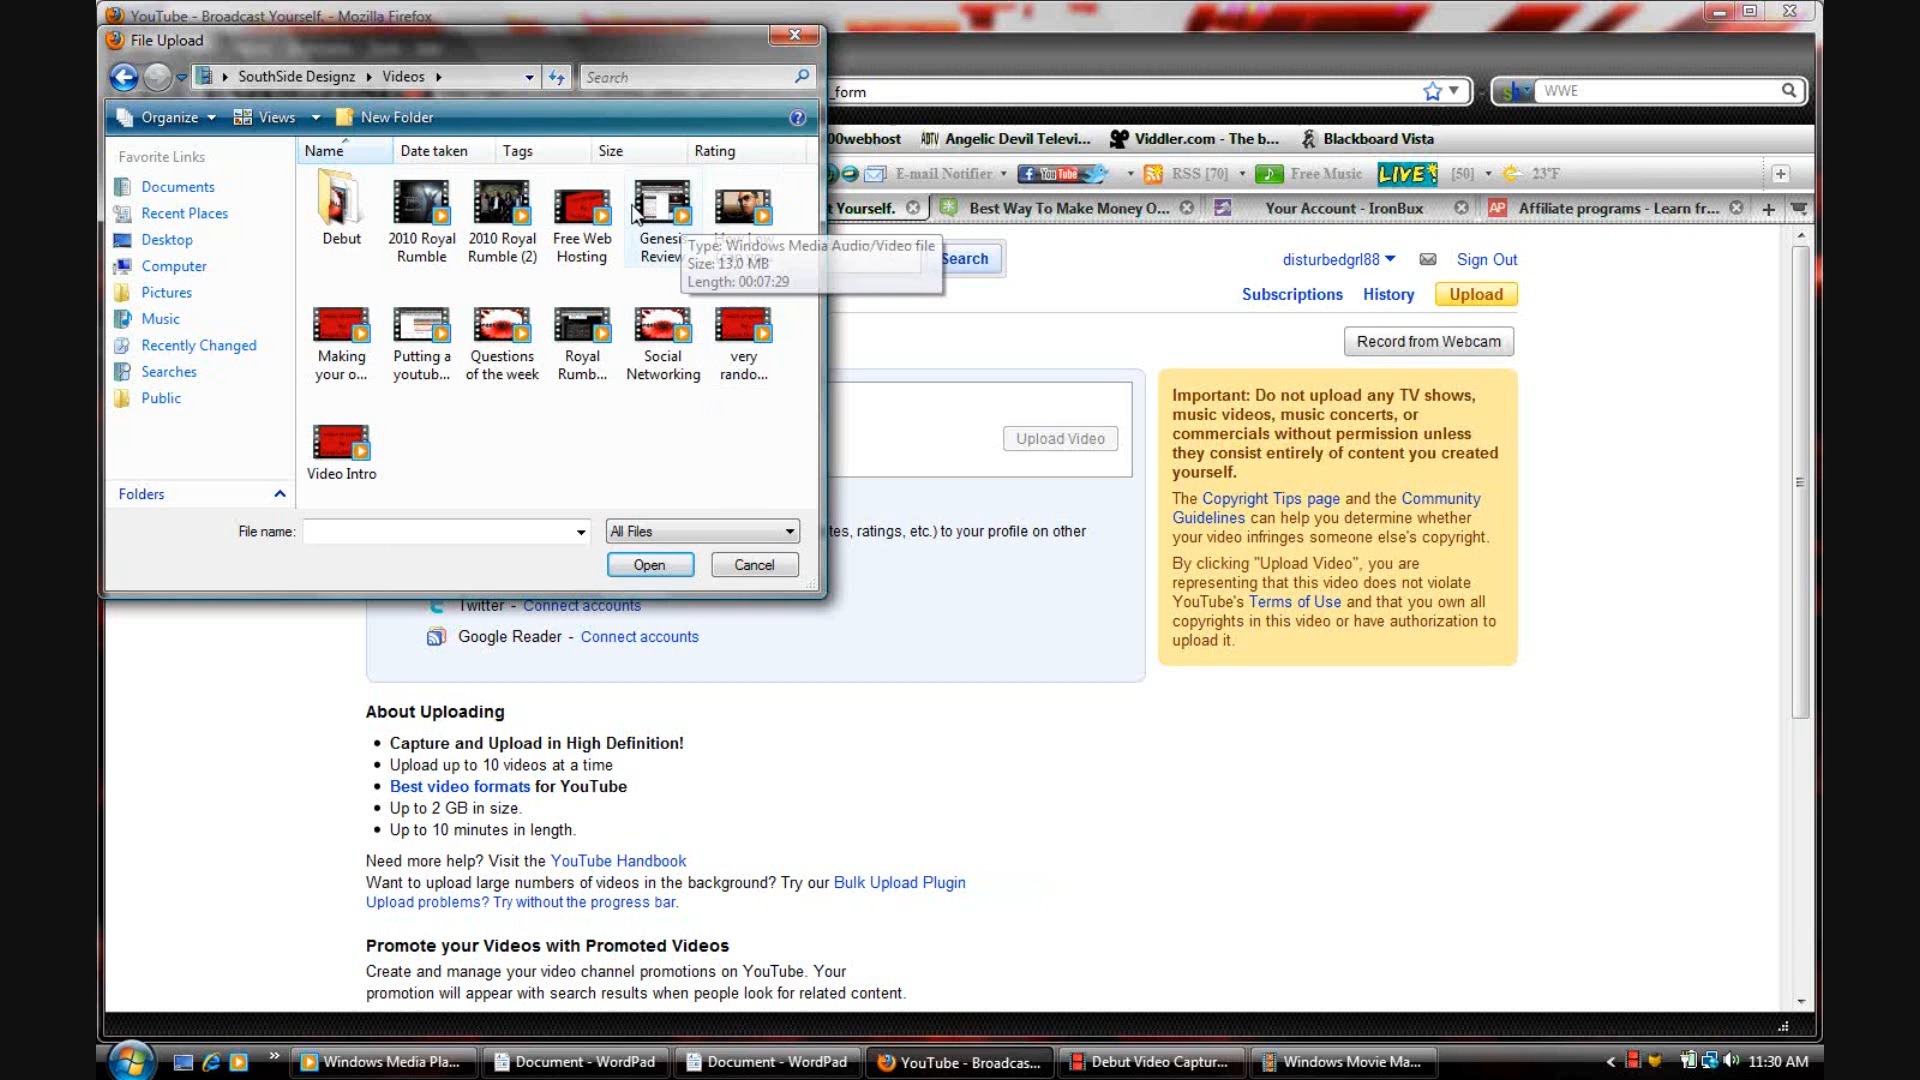 YouTube - Broadcast Yourself. - Mozilla Firefox
File Upload
SouthSide Designz
Videos
Search
Organize
Views
New Folder
Favorite Links
Documents
Recent Places
Desktop
Computer
Pictures
Music
Recently Changed
Searches
Public
Folders
Name
Date taken
Tags
Size
Rating
Debut
2010 Royal
Rumble
2010 Royal
Rumble (2)
Free Web
Hosting
Genesis
Review
Type: Windows Media Audio/Video file
Size: 13.0 MB
Length: 00:07:29
Making
your o...
Putting a
youtub...
Questions
of the week
Royal
Rumb...
Social
Networking
very
rando...
Video Intro
File name:
All Files
Open
Cancel
_form
WWE
00webhost
Angelic Devil Televi...
Viddler.com - The b...
Blackboard Vista
E-mail Notifier
YouTube
RSS [70]
Free Music
LIVE!
[50]
23°F
t Yourself.
Best Way To Make Money O...
Your Account - IronBux
AP
Affiliate programs - Learn fr...
Search
disturbedgrl88
Sign Out
Subscriptions
History
Upload
Record from Webcam
Upload Video
Important: Do not upload any TV shows,
music videos, music concerts, or
commercials without permission unless
they consist entirely of content you created
yourself.
The Copyright Tips page and the Community
Guidelines can help you determine whether
your video infringes someone else's copyright.
By clicking "Upload Video", you are
representing that this video does not violate
YouTube's Terms of Use and that you own all
copyrights in this video or have authorization to
upload it.
tes, ratings, etc.) to your profile on other
Twitter - Connect accounts
Google Reader - Connect accounts
About Uploading
Capture and Upload in High Definition!
Upload up to 10 videos at a time
Best video formats for YouTube
Up to 2 GB in size.
Up to 10 minutes in length.
Need more help? Visit the YouTube Handbook
Want to upload large numbers of videos in the background? Try our Bulk Upload Plugin
Upload problems? Try without the progress bar.
Promote your Videos with Promoted Videos
Create and manage your video channel promotions on YouTube. Your
promotion will appear with search results when people look for related content.
Windows Media Pla...
Document - WordPad
Document - WordPad
YouTube - Broadcas...
Debut Video Captur...
Windows Movie Ma...
11:30 AM